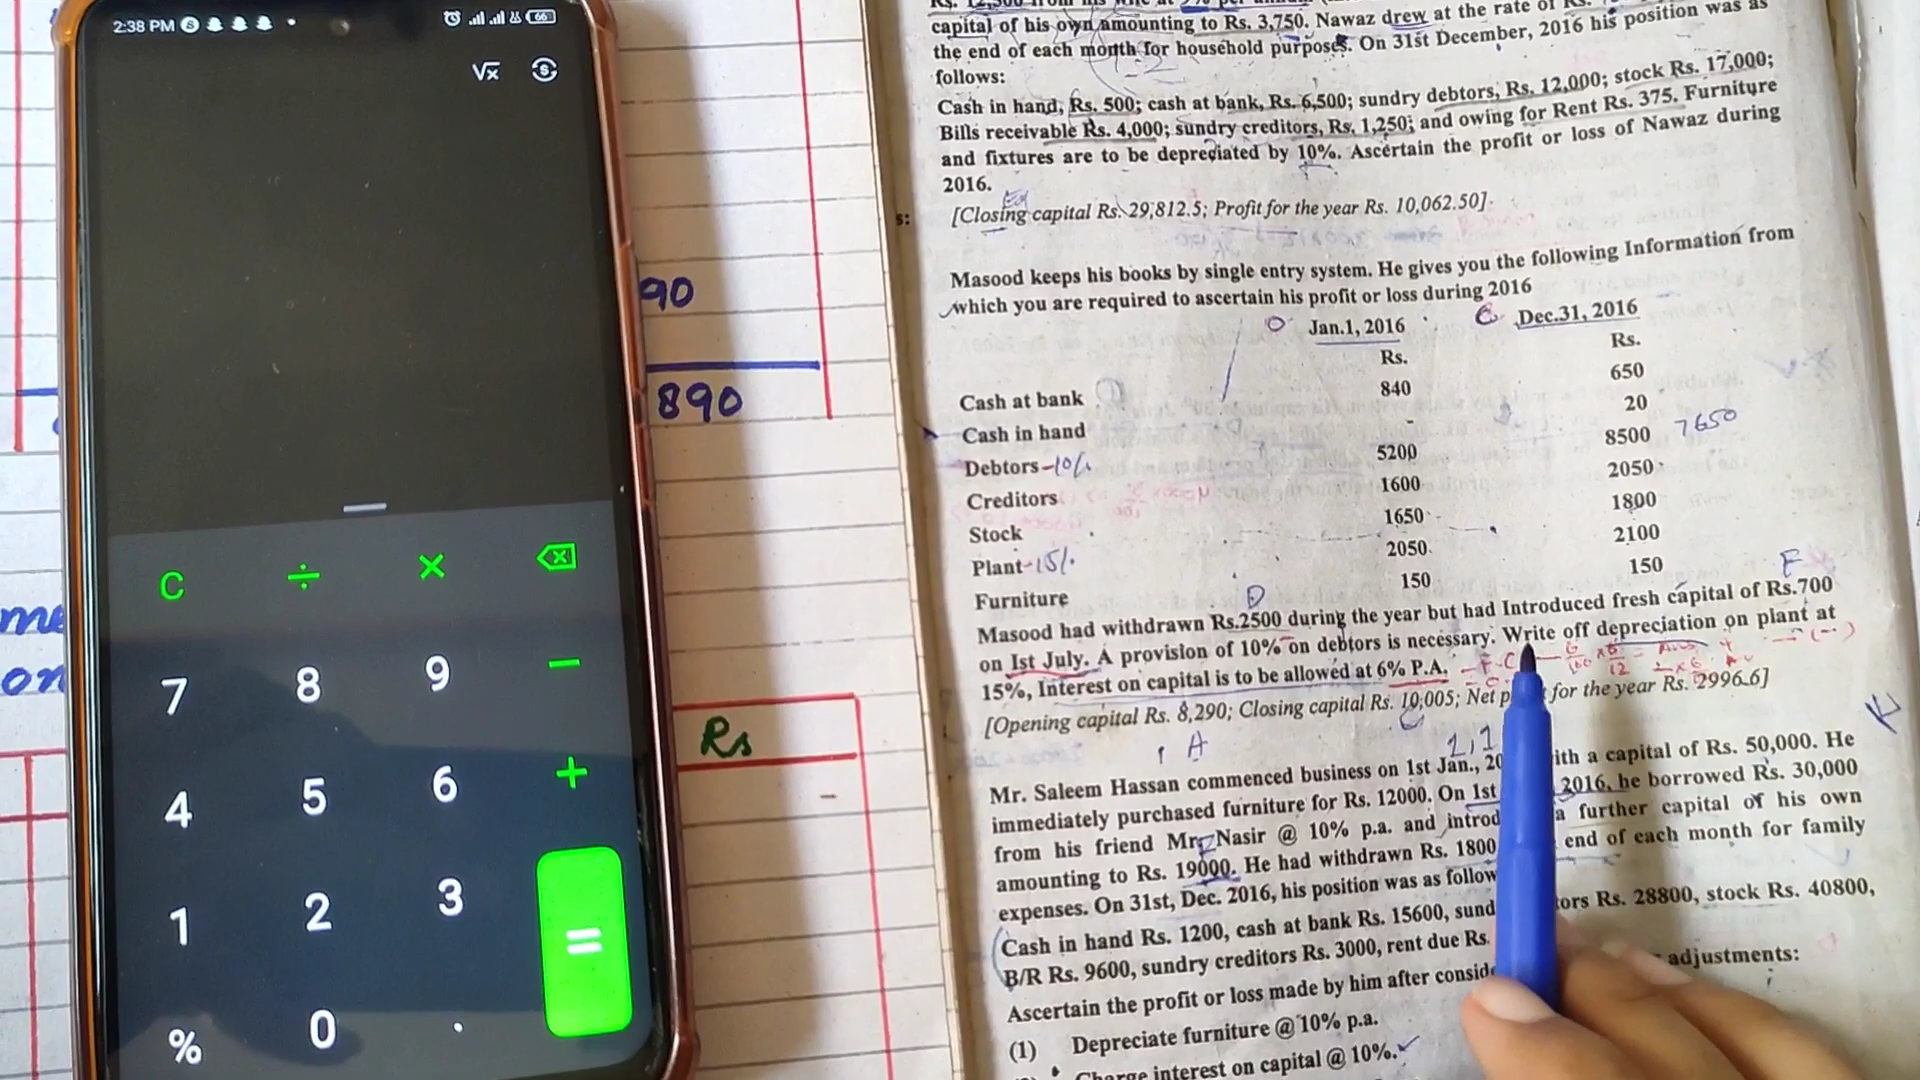 2:38 PM
66
√x
C ÷ ×
7 8 9 −
4 5 6 +
1 2 3 =
% 0 .
90
890
me
on
Rs
-
capital of his own amounting to Rs. 3,750. Nawaz drew at the rate of Rs.
the end of each month for household purposes. On 31st December, 2016 his position was as
follows:
Cash in hand, Rs. 500; cash at bank, Rs. 6,500; sundry debtors, Rs. 12,000; stock Rs. 17,000;
Bills receivable Rs. 4,000; sundry creditors, Rs. 1,250; and owing for Rent Rs. 375. Furniture
and fixtures are to be depreciated by 10%. Ascertain the profit or loss of Nawaz during
2016.
s: [Closing capital Rs. 29,812.5; Profit for the year Rs. 10,062.50]
Masood keeps his books by single entry system. He gives you the following Information from
which you are required to ascertain his profit or loss during 2016
O Jan.1, 2016 C Dec.31, 2016
Rs. Rs.
Cash at bank 840 650
Cash in hand - 20
Debtors -10% 5200 8500 7650
Creditors 1600 2050
Stock 1650 1800
Plant -15% 2050 2100
Furniture 150 150
D F
Masood had withdrawn Rs.2500 during the year but had Introduced fresh capital of Rs.700
on 1st July. A provision of 10% on debtors is necessary. Write off depreciation on plant at
15%, Interest on capital is to be allowed at 6% P.A.
[Opening capital Rs. 8,290; Closing capital Rs. 10,005; Net p for the year Rs. 2996.6]
A C 1,1 K
Mr. Saleem Hassan commenced business on 1st Jan., 20 ith a capital of Rs. 50,000. He
immediately purchased furniture for Rs. 12000. On 1st 2016, he borrowed Rs. 30,000
from his friend Mr. Nasir @ 10% p.a. and introd a further capital of his own
amounting to Rs. 19000. He had withdrawn Rs. 1800 end of each month for family
expenses. On 31st, Dec. 2016, his position was as follow
Cash in hand Rs. 1200, cash at bank Rs. 15600, sund tors Rs. 28800, stock Rs. 40800,
B/R Rs. 9600, sundry creditors Rs. 3000, rent due Rs.
Ascertain the profit or loss made by him after consid adjustments:
(1) Depreciate furniture @ 10% p.a.
Charge interest on capital @ 10%.